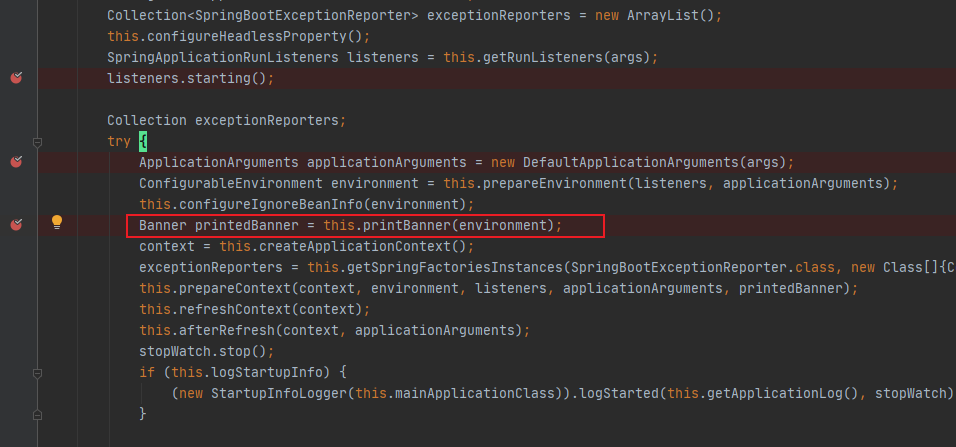 Collection<SpringBootExceptionReporter> exceptionReporters = new ArrayList();
this.configureHeadlessProperty();
SpringApplicationRunListeners listeners = this.getRunListeners(args);
listeners.starting();
Collection exceptionReporters;
try {
ApplicationArguments applicationArguments = new DefaultApplicationArguments(args);
ConfigurableEnvironment environment = this.prepareEnvironment(listeners, applicationArguments);
this.configureIgnoreBeanInfo(environment);
Banner printedBanner = this.printBanner(environment);
context = this.createApplicationContext();
exceptionReporters = this.getSpringFactoriesInstances(SpringBootExceptionReporter.class, new Class[]{C
this.prepareContext(context, environment, listeners, applicationArguments, printedBanner);
this.refreshContext(context);
this.afterRefresh(context, applicationArguments);
stopWatch.stop();
if (this.logStartupInfo) {
(new StartupInfoLogger(this.mainApplicationClass)).logStarted(this.getApplicationLog(), stopWatch)
}